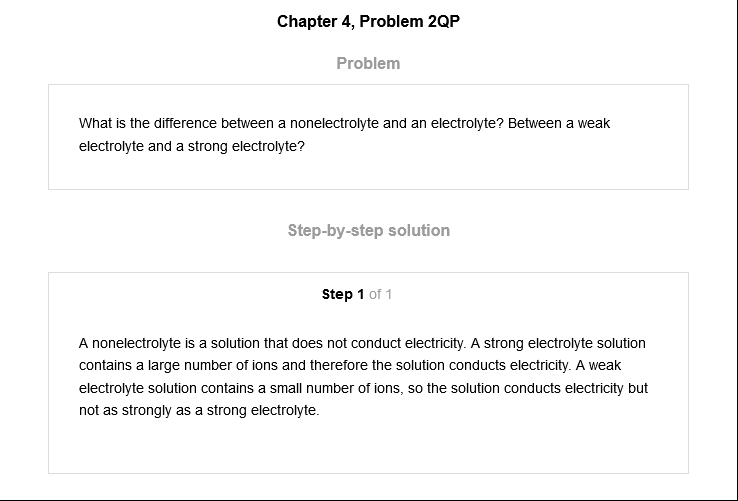 Chapter 4, Problem 2QP
Problem
What is the difference between a nonelectrolyte and an electrolyte? Between a weak
electrolyte and a strong electrolyte?
Step-by-step solution
Step 1 of 1
A nonelectrolyte is a solution that does not conduct electricity. A strong electrolyte solution
contains a large number of ions and therefore the solution conducts electricity. A weak
electrolyte solution contains a small number of ions, so the solution conducts electricity but
not as strongly as a strong electrolyte.